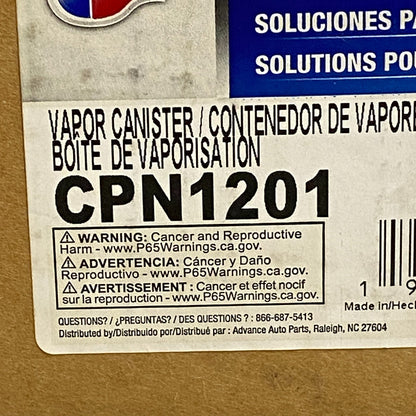 SOLUCIONES
SOLUTIONS
VAPOR CANISTER / CONTENEDOR DE
BOÎTE DE VAPORISATION
CPN1201
⚠ WARNING: Cancer and Reproductive
Harm - www.P65Warnings.ca.gov.
⚠ ADVERTENCIA: Cáncer y Daño
Reproductivo - www.P65Warnings.ca.gov.
⚠ AVERTISSEMENT : Cancer et effet nocif
sur la reproduction - www.P65Warnings.ca.gov.
1 9
Made in/
QUESTIONS? / ¿PREGUNTAS? / DES QUESTIONS ? : 866-687-5413
Distributed by/Distribuido por/Distribué par : Advance Auto Parts, Raleigh, NC 27604